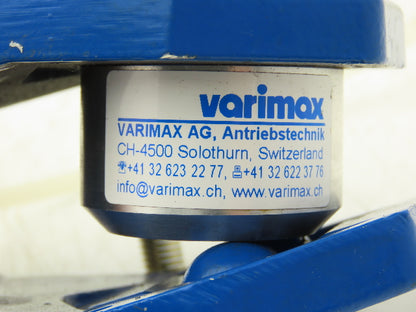 varimax
VARIMAX AG, Antriebstechnik
CH-4500 Solothurn, Switzerland
☎+41 32 623 22 77, 🖷+41 32 622 37 76
info@varimax.ch, www.varimax.ch